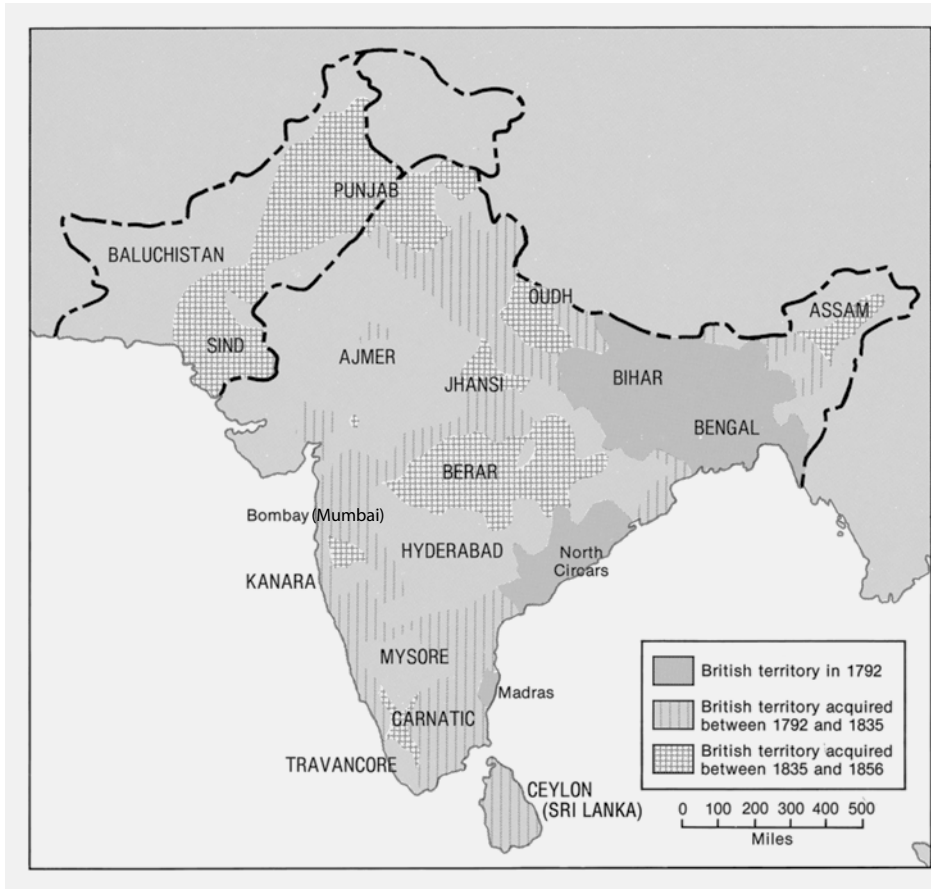 PUNJAB
BALUCHISTAN
OUDH
ASSAM
SIND
AJMER
JHANSI
BIHAR
BENGAL
BERAR
Bombay (Mumbai)
HYDERABAD
North
Circars
KANARA
MYSORE
Madras
CARNATIC
TRAVANCORE
CEYLON
(SRI LANKA)
British territory in 1792
British territory acquired
between 1792 and 1835
British territory acquired
between 1835 and 1856
0 100 200 300 400 500
Miles